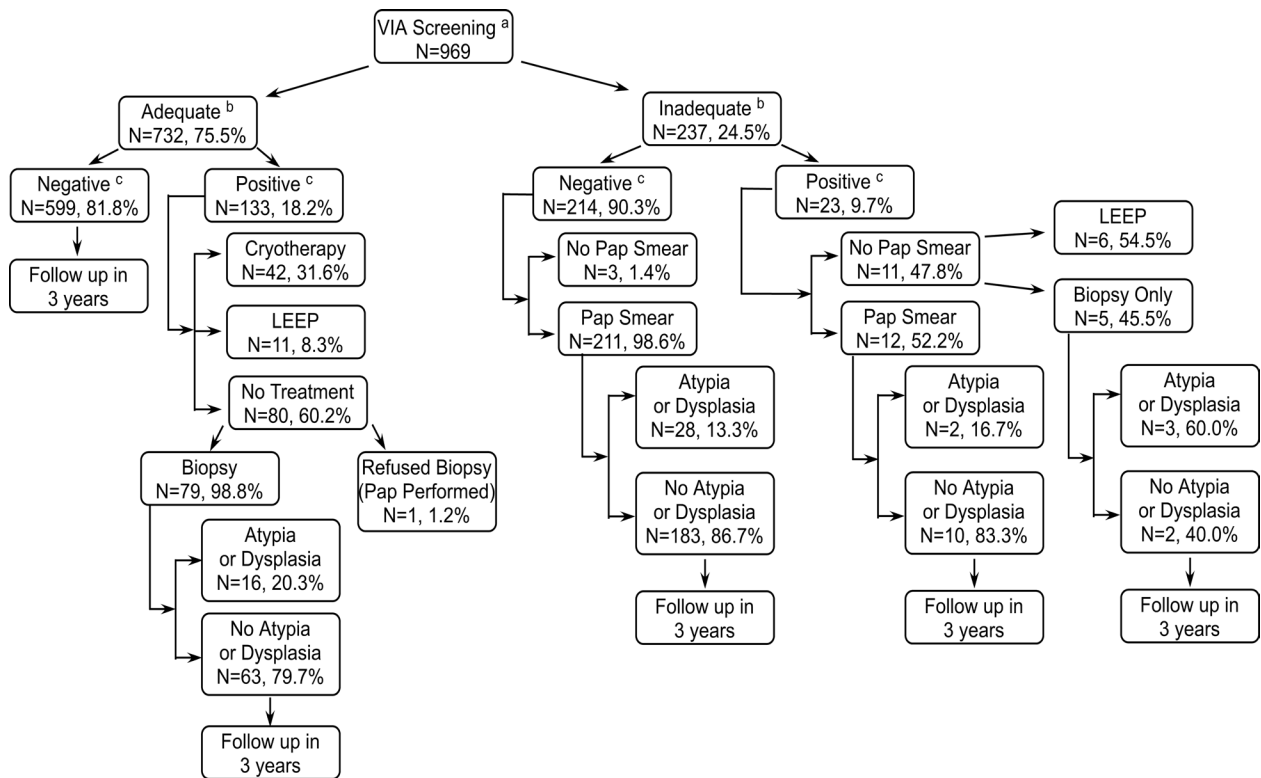 VIA Screening a
N=969
Adequate b
N=732, 75.5%
Inadequate b
N=237, 24.5%
Negative c
N=599, 81.8%
Positive c
N=133, 18.2%
Negative c
N=214, 90.3%
Positive c
N=23, 9.7%
Follow up in
3 years
Cryotherapy
N=42, 31.6%
LEEP
N=11, 8.3%
No Treatment
N=80, 60.2%
Biopsy
N=79, 98.8%
Refused Biopsy
(Pap Performed)
N=1, 1.2%
Atypia
or Dysplasia
N=16, 20.3%
No Atypia
or Dysplasia
N=63, 79.7%
Follow up in
3 years
No Pap Smear
N=3, 1.4%
Pap Smear
N=211, 98.6%
Atypia
or Dysplasia
N=28, 13.3%
No Atypia
or Dysplasia
N=183, 86.7%
Follow up in
3 years
No Pap Smear
N=11, 47.8%
Pap Smear
N=12, 52.2%
Atypia
or Dysplasia
N=2, 16.7%
No Atypia
or Dysplasia
N=10, 83.3%
Follow up in
3 years
LEEP
N=6, 54.5%
Biopsy Only
N=5, 45.5%
Atypia
or Dysplasia
N=3, 60.0%
No Atypia
or Dysplasia
N=2, 40.0%
Follow up in
3 years